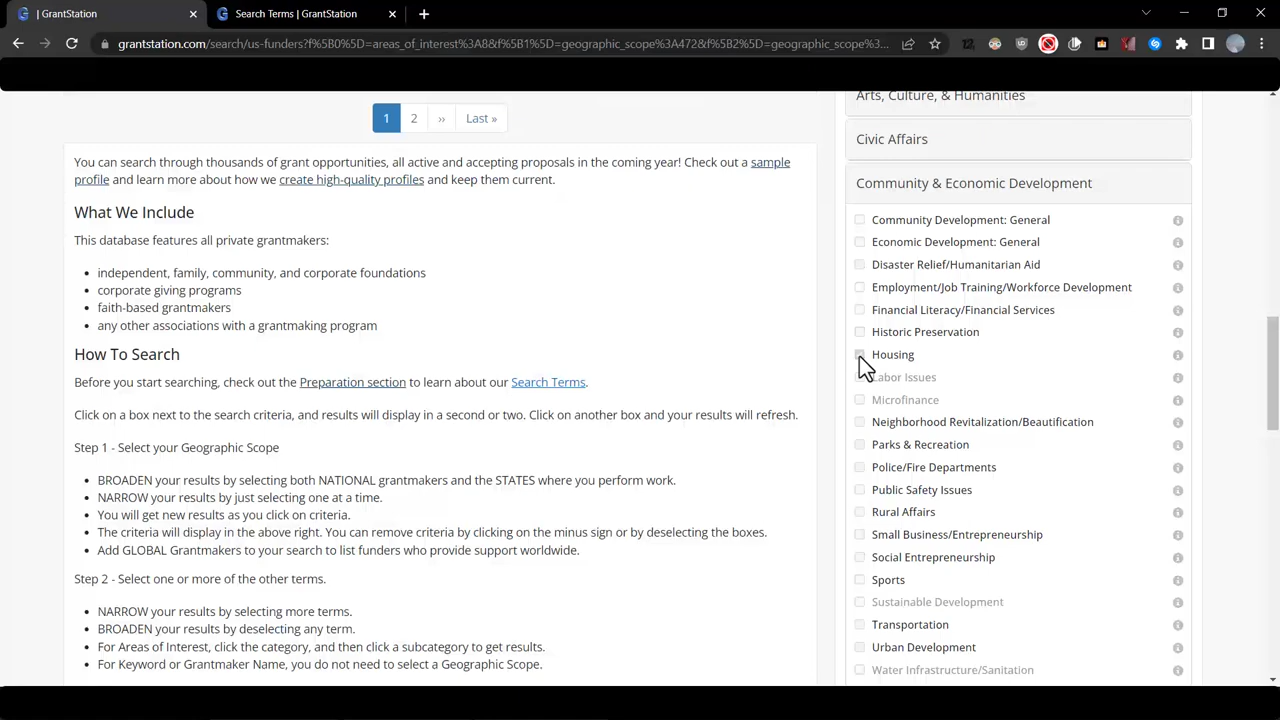 | GrantStation
Search Terms | GrantStation
grantstation.com/search/us-funders?f%5B0%5D=areas_of_interest%3A8&f%5B1%5D=geographic_scope%3A472&f%5B2%5D=geographic_scope%3...
1 2 ›› Last »
You can search through thousands of grant opportunities, all active and accepting proposals in the coming year! Check out a sample
profile and learn more about how we create high-quality profiles and keep them current.
What We Include
This database features all private grantmakers:
• independent, family, community, and corporate foundations
• corporate giving programs
• faith-based grantmakers
• any other associations with a grantmaking program
How To Search
Before you start searching, check out the Preparation section to learn about our Search Terms.
Click on a box next to the search criteria, and results will display in a second or two. Click on another box and your results will refresh.
Step 1 - Select your Geographic Scope
• BROADEN your results by selecting both NATIONAL grantmakers and the STATES where you perform work.
• NARROW your results by just selecting one at a time.
• You will get new results as you click on criteria.
• The criteria will display in the above right. You can remove criteria by clicking on the minus sign or by deselecting the boxes.
• Add GLOBAL Grantmakers to your search to list funders who provide support worldwide.
Step 2 - Select one or more of the other terms.
• NARROW your results by selecting more terms.
• BROADEN your results by deselecting any term.
• For Areas of Interest, click the category, and then click a subcategory to get results.
• For Keyword or Grantmaker Name, you do not need to select a Geographic Scope.
Arts, Culture, & Humanities
Civic Affairs
Community & Economic Development
Community Development: General
Economic Development: General
Disaster Relief/Humanitarian Aid
Employment/Job Training/Workforce Development
Financial Literacy/Financial Services
Historic Preservation
Housing
Labor Issues
Microfinance
Neighborhood Revitalization/Beautification
Parks & Recreation
Police/Fire Departments
Public Safety Issues
Rural Affairs
Small Business/Entrepreneurship
Social Entrepreneurship
Sports
Sustainable Development
Transportation
Urban Development
Water Infrastructure/Sanitation